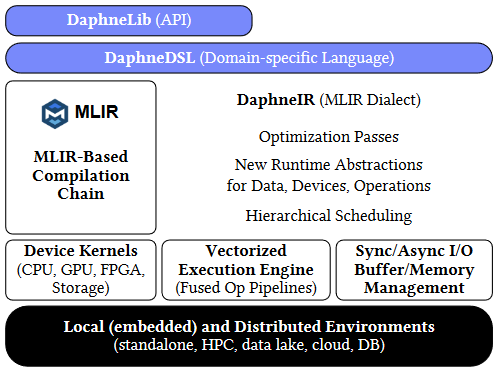 DaphneLib (API)
DaphneDSL (Domain-specific Language)
MLIR
MLIR-Based
Compilation
Chain
DaphneIR (MLIR Dialect)
Optimization Passes
New Runtime Abstractions
for Data, Devices, Operations
Hierarchical Scheduling
Device Kernels
(CPU, GPU, FPGA,
Storage)
Vectorized
Execution Engine
(Fused Op Pipelines)
Sync/Async I/O
Buffer/Memory
Management
Local (embedded) and Distributed Environments
(standalone, HPC, data lake, cloud, DB)